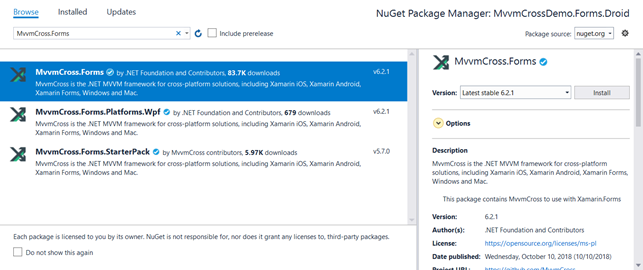 Browse Installed Updates NuGet Package Manager: MvvmCrossDemo.Forms.Droid
MvvmCross.Forms Include prerelease Package source: nuget.org
MvvmCross.Forms by .NET Foundation and Contributors, 83.7K downloads v6.2.1
MvvmCross is the .NET MVVM framework for cross-platform solutions, including Xamarin iOS, Xamarin Android,
Xamarin Forms, Windows and Mac.
MvvmCross.Forms.Platforms.Wpf by .NET Foundation and Contributors, 679 downloads v6.2.1
MvvmCross is the .NET MVVM framework for cross-platform solutions, including Xamarin iOS, Xamarin Android,
Xamarin Forms, Windows and Mac.
MvvmCross.Forms.StarterPack by MvvmCross contributors, 5.97K downloads v5.7.0
MvvmCross is the .NET MVVM framework for cross-platform solutions, including Xamarin iOS, Xamarin Android,
Xamarin Forms, Windows and Mac.
Each package is licensed to you by its owner. NuGet is not responsible for, nor does it grant any licenses to, third-party packages.
Do not show this again
MvvmCross.Forms
Version: Latest stable 6.2.1 Install
Options
Description
MvvmCross is the .NET MVVM framework for cross-platform
solutions, including Xamarin iOS, Xamarin Android, Xamarin
Forms, Windows and Mac.
This package contains MvvmCross to use with Xamarin.Forms
Version: 6.2.1
Author(s): .NET Foundation and Contributors
License: https://opensource.org/licenses/ms-pl
Date published: Wednesday, October 10, 2018 (10/10/2018)
Project URL: https://github.com/MvvmCross